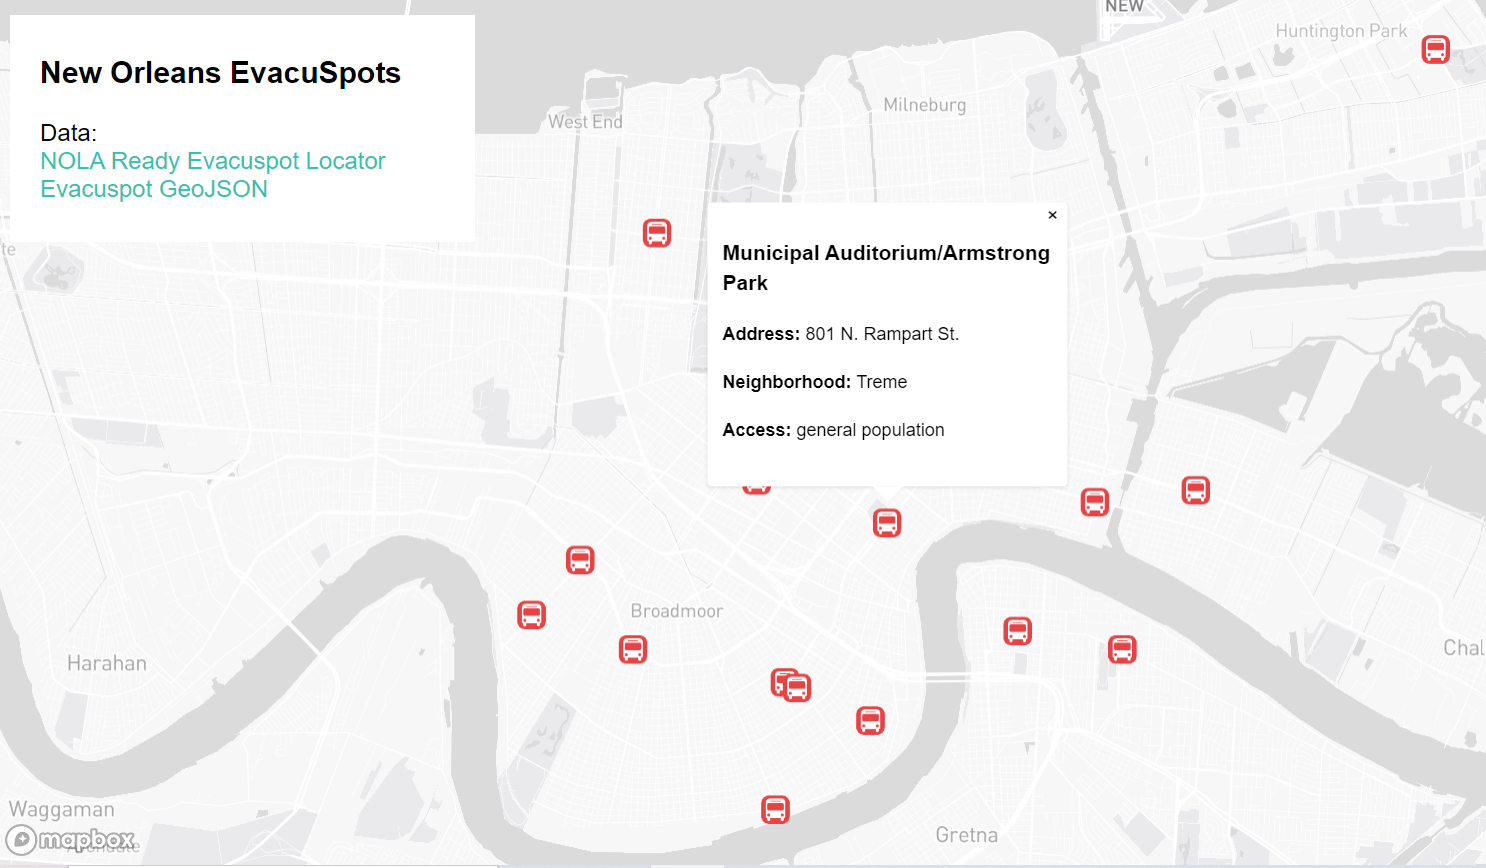 NEW
Huntington Park
New Orleans EvacuSpots
Milneburg
West End
Data:
NOLA Ready Evacuspot Locator
Evacuspot GeoJSON
×
te
Municipal Auditorium/Armstrong
Park
Address: 801 N. Rampart St.
Neighborhood: Treme
Access: general population
Broadmoor
Harahan
Chal
Waggaman
Gretna
mapbox